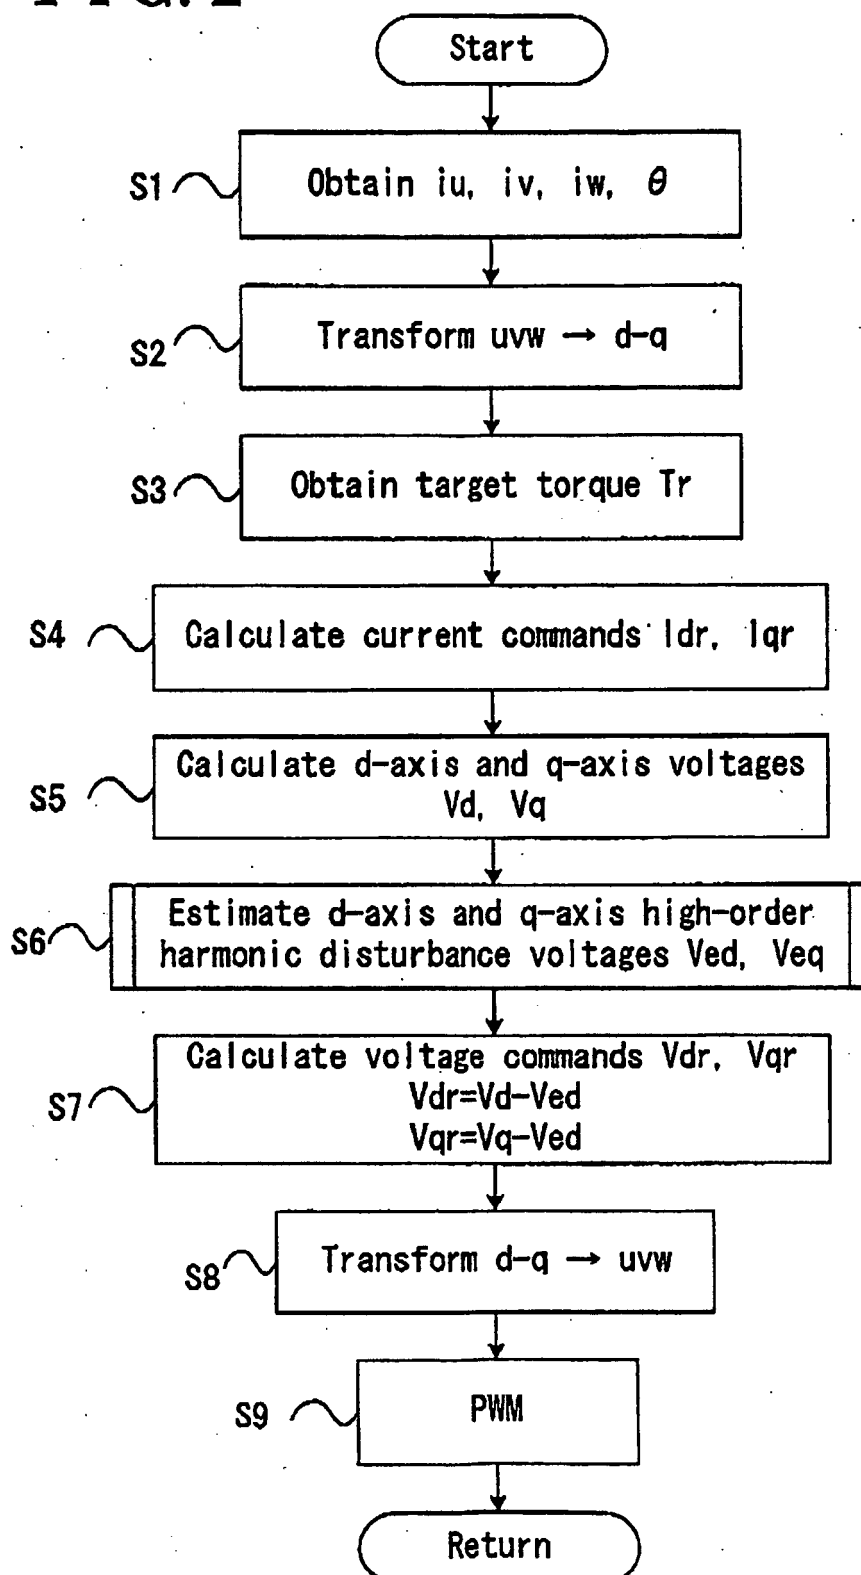 Start
S1
Obtain iu, iv, iw, θ
S2
Transform uvw → d-q
S3
Obtain target torque Tr
S4
Calculate current commands Idr, Iqr
S5
Calculate d-axis and q-axis voltages
Vd, Vq
S6
Estimate d-axis and q-axis high-order
harmonic disturbance voltages Ved, Veq
S7
Calculate voltage commands Vdr, Vqr
Vdr=Vd-Ved
Vqr=Vq-Ved
S8
Transform d-q → uvw
S9
PWM
Return